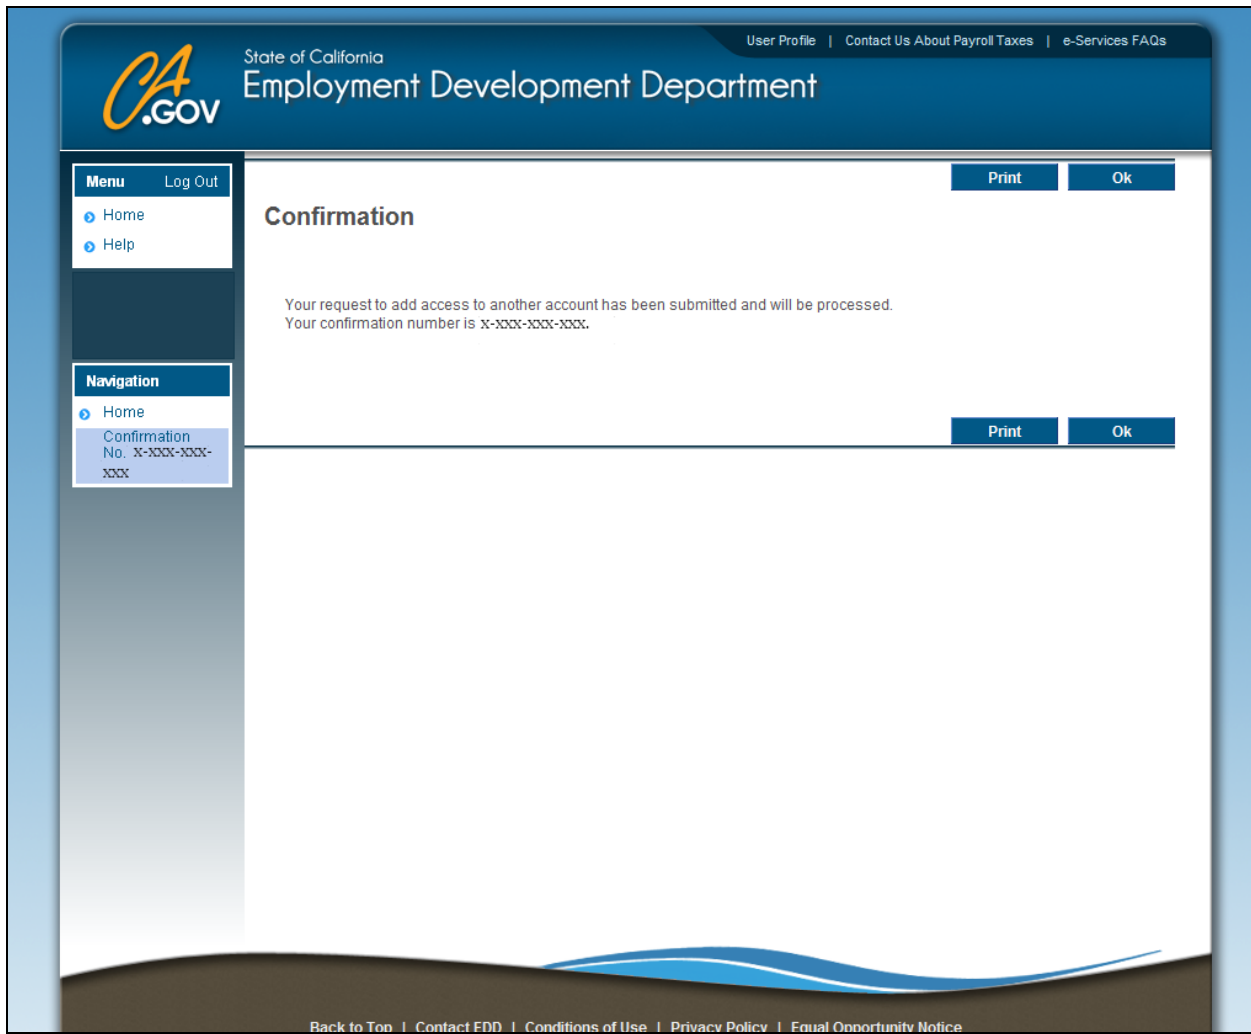 User Profile | Contact Us About Payroll Taxes | e-Services FAQs
CA.GOV
State of California
Employment Development Department
Menu Log Out
Home
Help
Print Ok
Confirmation
Your request to add access to another account has been submitted and will be processed.
Your confirmation number is x-xxx-xxx-xxx.
Navigation
Home
Confirmation
No. x-xxx-xxx-
xxx
Print Ok
Back to Top | Contact EDD | Conditions of Use | Privacy Policy | Equal Opportunity Notice